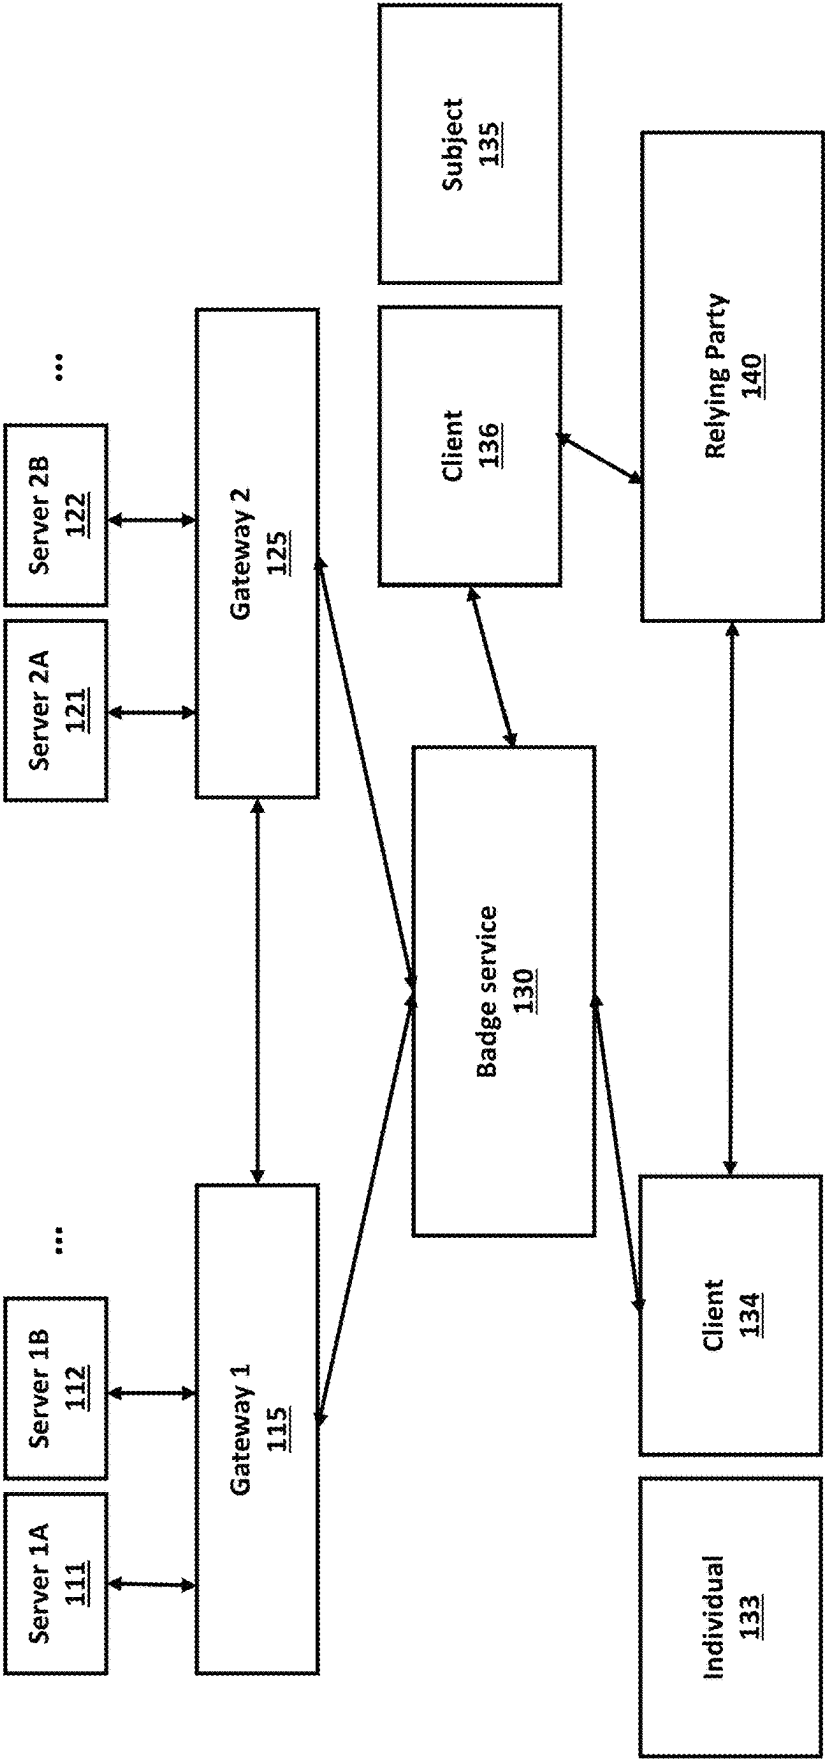 Server 1A
111
Server 1B
112
...
Server 2A
121
Server 2B
122
...
Gateway 1
115
Gateway 2
125
Badge service
130
Client
136
Subject
135
Individual
133
Client
134
Relying Party
140